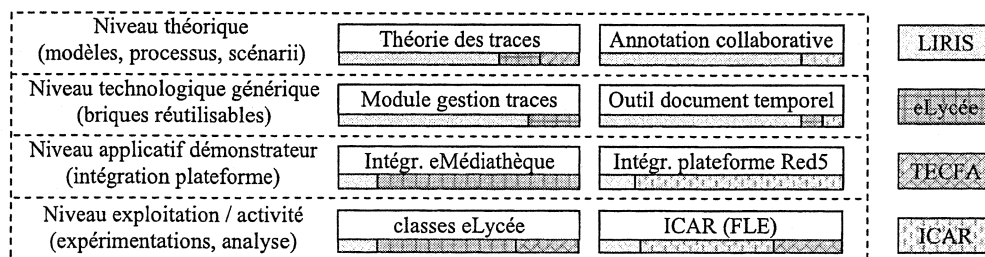 Niveau théorique
(modèles, processus, scénarii)
Théorie des traces
Annotation collaborative
LIRIS
Niveau technologique générique
(briques réutilisables)
Module gestion traces
Outil document temporel
eLycée
Niveau applicatif démonstrateur
(intégration plateforme)
Intégr. eMédiathèque
Intégr. plateforme Red5
TECFA
Niveau exploitation / activité
(expérimentations, analyse)
classes eLycée
ICAR (FLE)
ICAR